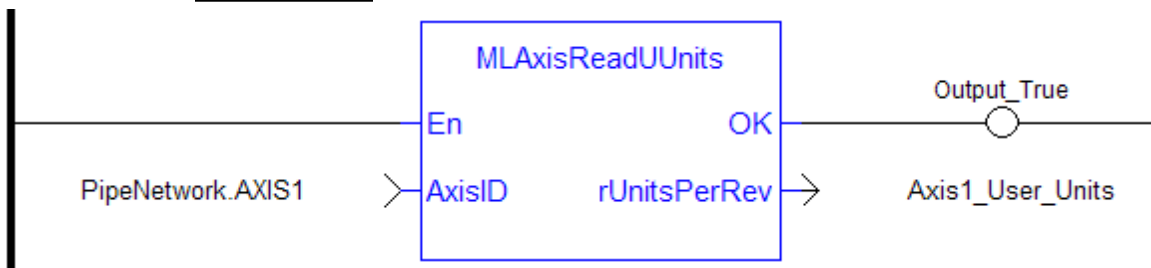 MLAxisReadUUnits
Output_True
En OK
PipeNetwork.AXIS1 AxisID rUnitsPerRev Axis1_User_Units